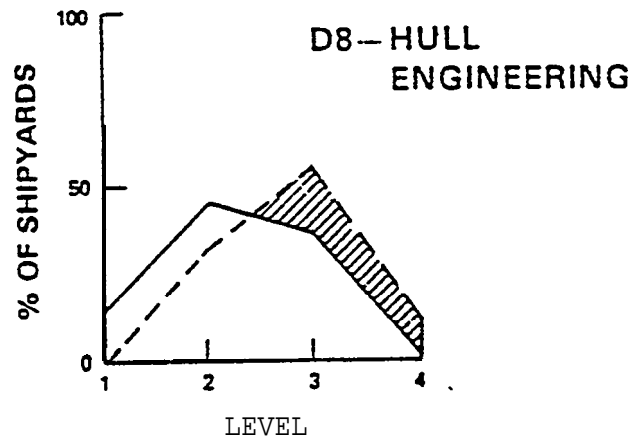 100
D8–HULL
ENGINEERING
% OF SHIPYARDS
50
0
1 2 3 4
LEVEL